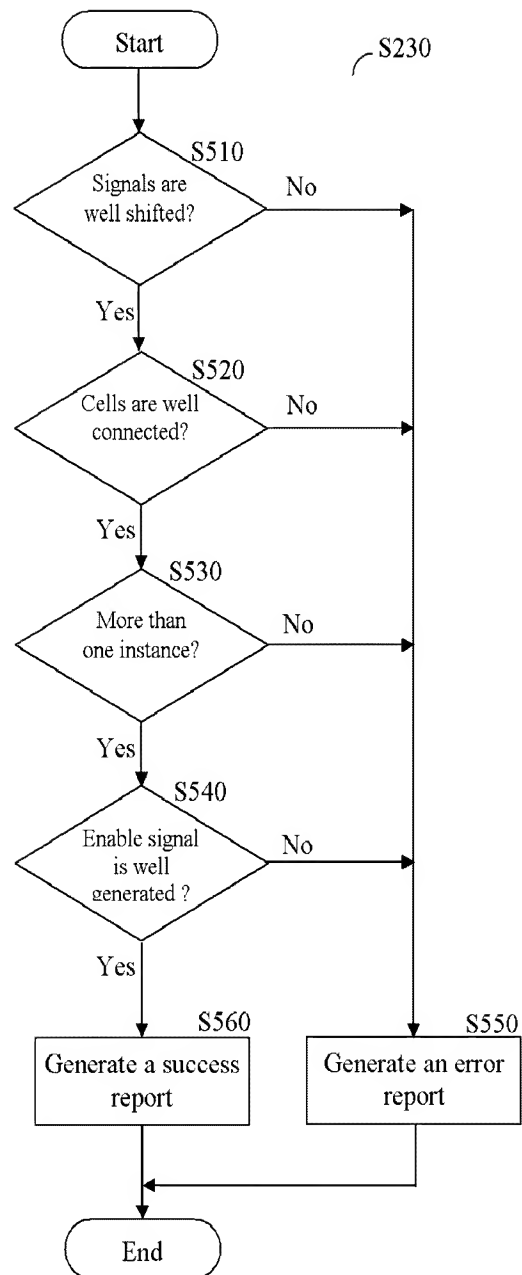 Start
S230
S510
Signals are
well shifted?
No
Yes
S520
Cells are well
connected?
No
Yes
S530
More than
one instance?
No
Yes
S540
Enable signal
is well
generated ?
No
Yes
S560
Generate a success
report
S550
Generate an error
report
End